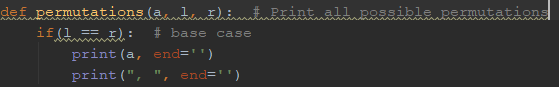 def permutations(a, l, r):  # Print all possible permutations
    if(l == r):  # base case
        print(a, end='')
        print(", ", end='')